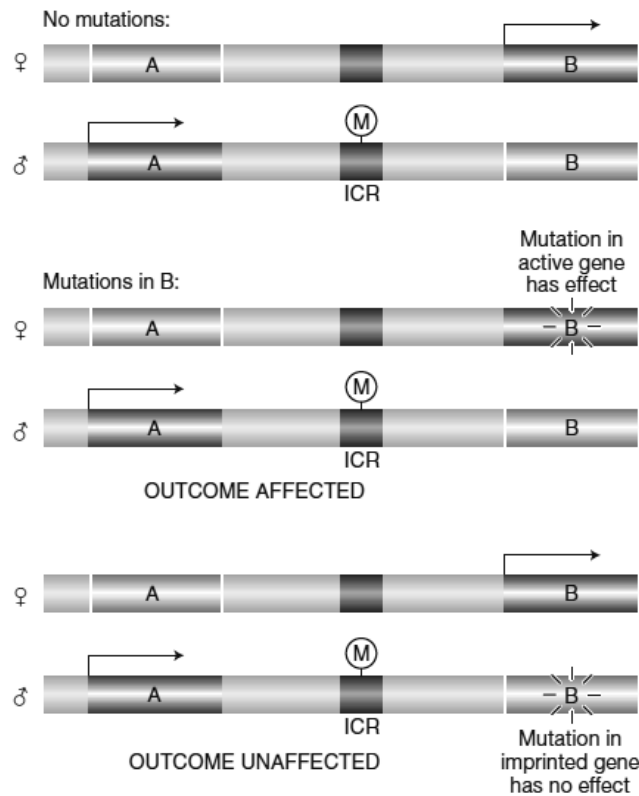 No mutations:
♀ A B
M
♂ A B
ICR
Mutation in
active gene
has effect
Mutations in B:
♀ A B
M
♂ A B
ICR
OUTCOME AFFECTED
♀ A B
M
♂ A B
ICR
OUTCOME UNAFFECTED
Mutation in
imprinted gene
has no effect